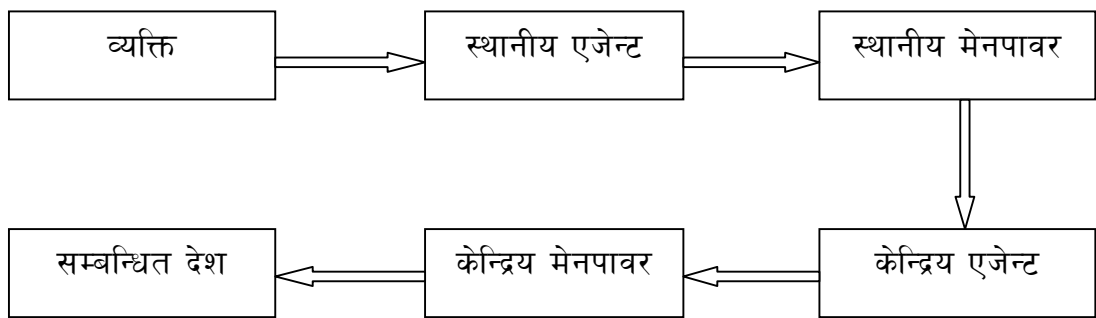 व्यक्ति
स्थानीय एजेन्ट
स्थानीय मेनपावर
केन्द्रिय एजेन्ट
केन्द्रिय मेनपावर
सम्बन्धित देश